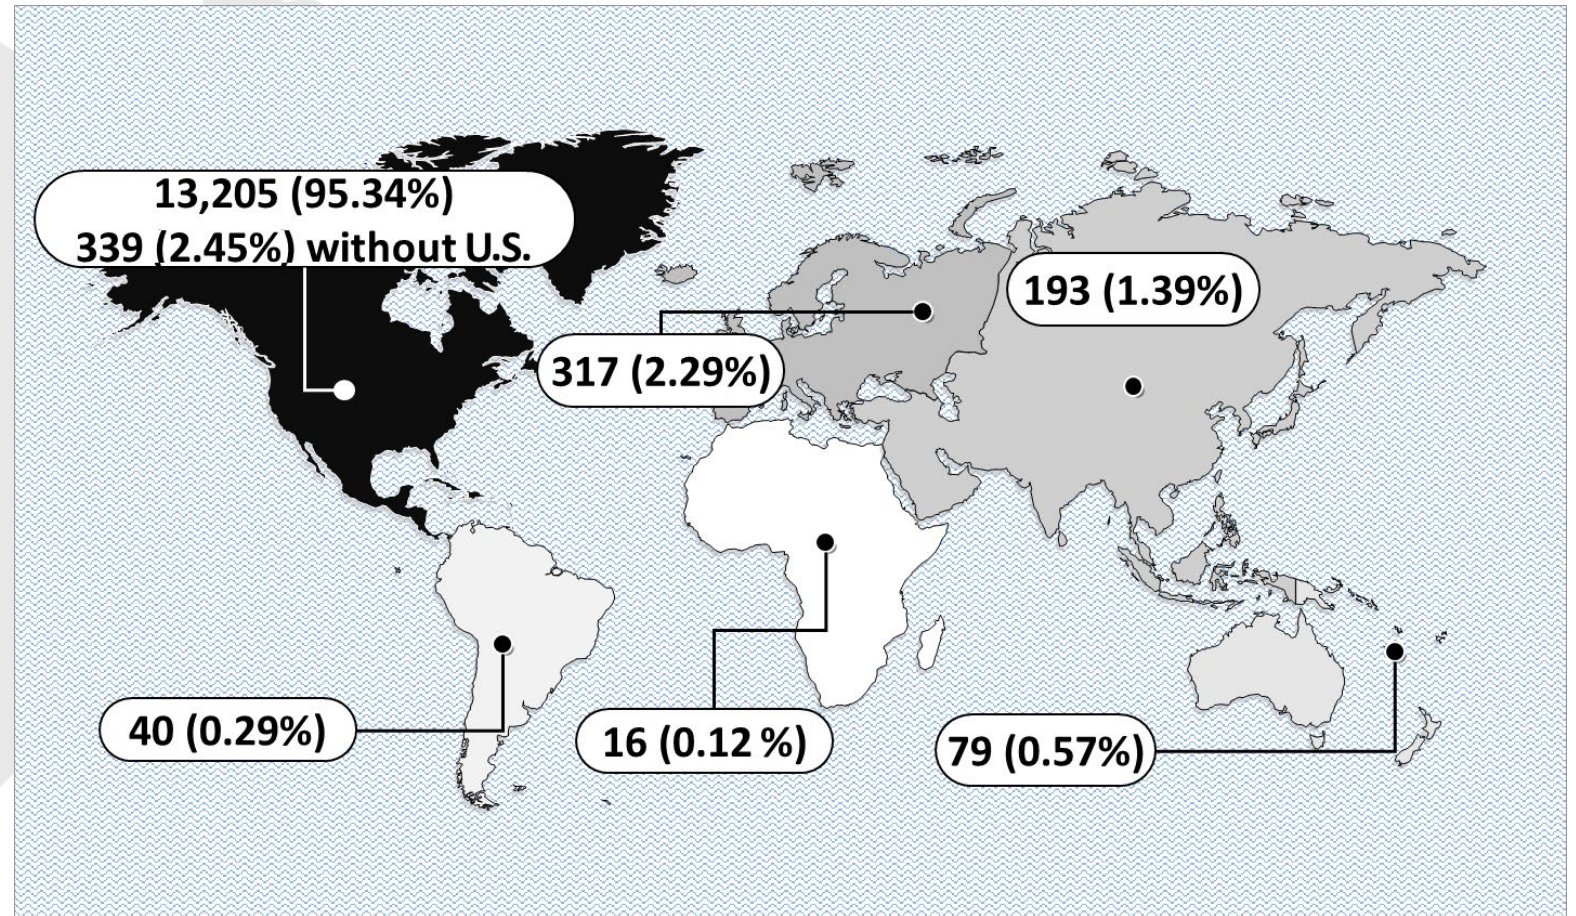 13,205 (95.34%)
339 (2.45%) without U.S.
193 (1.39%)
317 (2.29%)
40 (0.29%)
16 (0.12 %)
79 (0.57%)